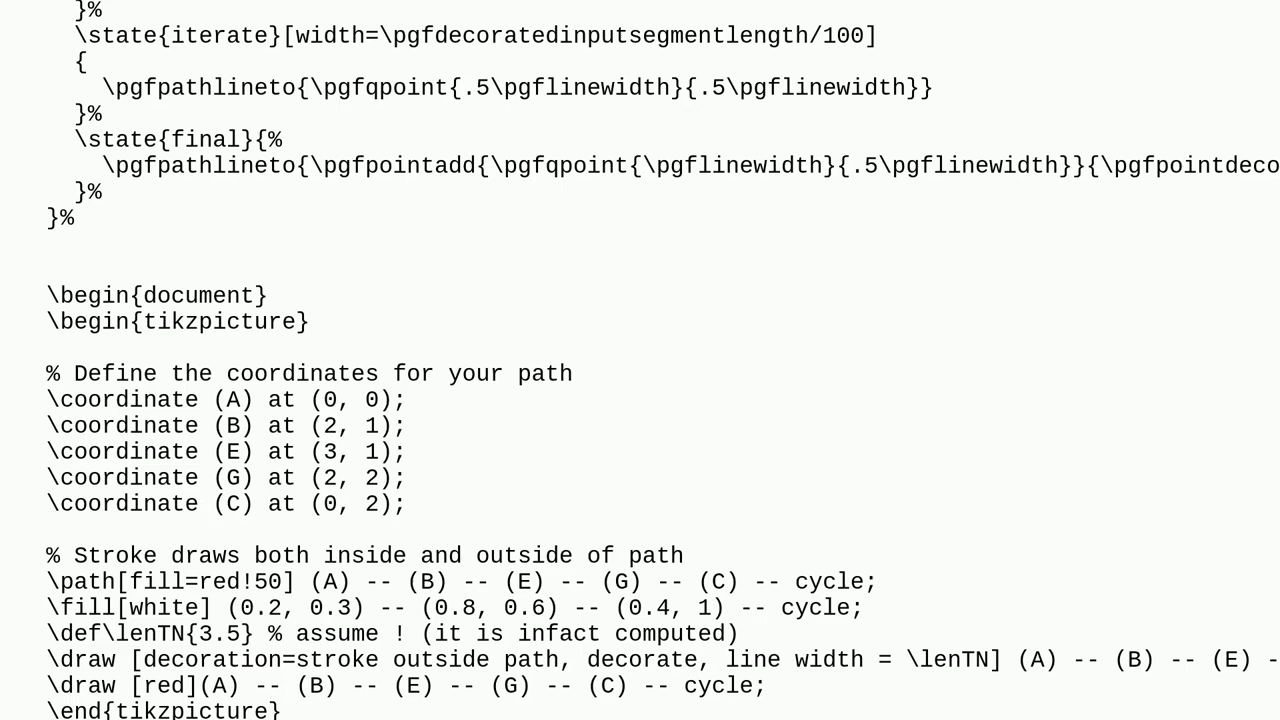 }%
\state{iterate}[width=\pgfdecoratedinputsegmentlength/100]
{
\pgfpathlineto{\pgfqpoint{.5\pgflinewidth}{.5\pgflinewidth}}
}%
\state{final}{%
\pgfpathlineto{\pgfpointadd{\pgfqpoint{\pgflinewidth}{.5\pgflinewidth}}{\pgfpointdeco
}%
}%
\begin{document}
\begin{tikzpicture}
% Define the coordinates for your path
\coordinate (A) at (0, 0);
\coordinate (B) at (2, 1);
\coordinate (E) at (3, 1);
\coordinate (G) at (2, 2);
\coordinate (C) at (0, 2);
% Stroke draws both inside and outside of path
\path[fill=red!50] (A) -- (B) -- (E) -- (G) -- (C) -- cycle;
\fill[white] (0.2, 0.3) -- (0.8, 0.6) -- (0.4, 1) -- cycle;
\def\lenTN{3.5} % assume ! (it is infact computed)
\draw [decoration=stroke outside path, decorate, line width = \lenTN] (A) -- (B) -- (E) -
\draw [red](A) -- (B) -- (E) -- (G) -- (C) -- cycle;
\end{tikzpicture}